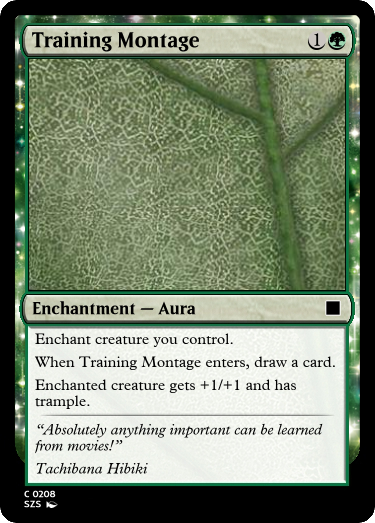 Training Montage 1
Enchantment — Aura
Enchant creature you control.
When Training Montage enters, draw a card.
Enchanted creature gets +1/+1 and has
trample.
“Absolutely anything important can be learned
from movies!”
Tachibana Hibiki
C 0208
SZS